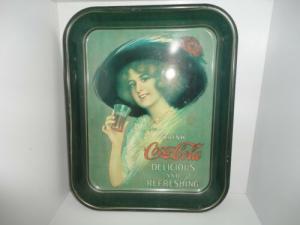 DRINK
Coca-Cola
DELICIOUS
AND
REFRESHING